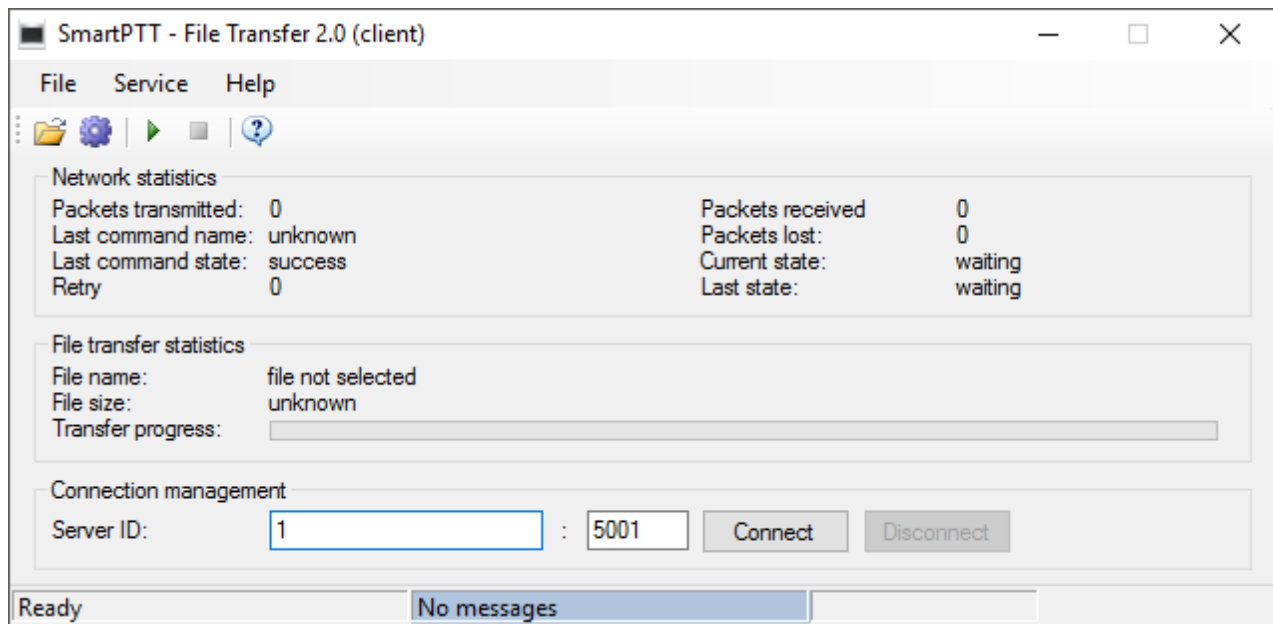 SmartPTT - File Transfer 2.0 (client)
File Service Help
Network statistics
Packets transmitted: 0 Packets received 0
Last command name: unknown Packets lost: 0
Last command state: success Current state: waiting
Retry 0 Last state: waiting
File transfer statistics
File name: file not selected
File size: unknown
Transfer progress:
Connection management
Server ID: 1 : 5001 Connect Disconnect
Ready No messages